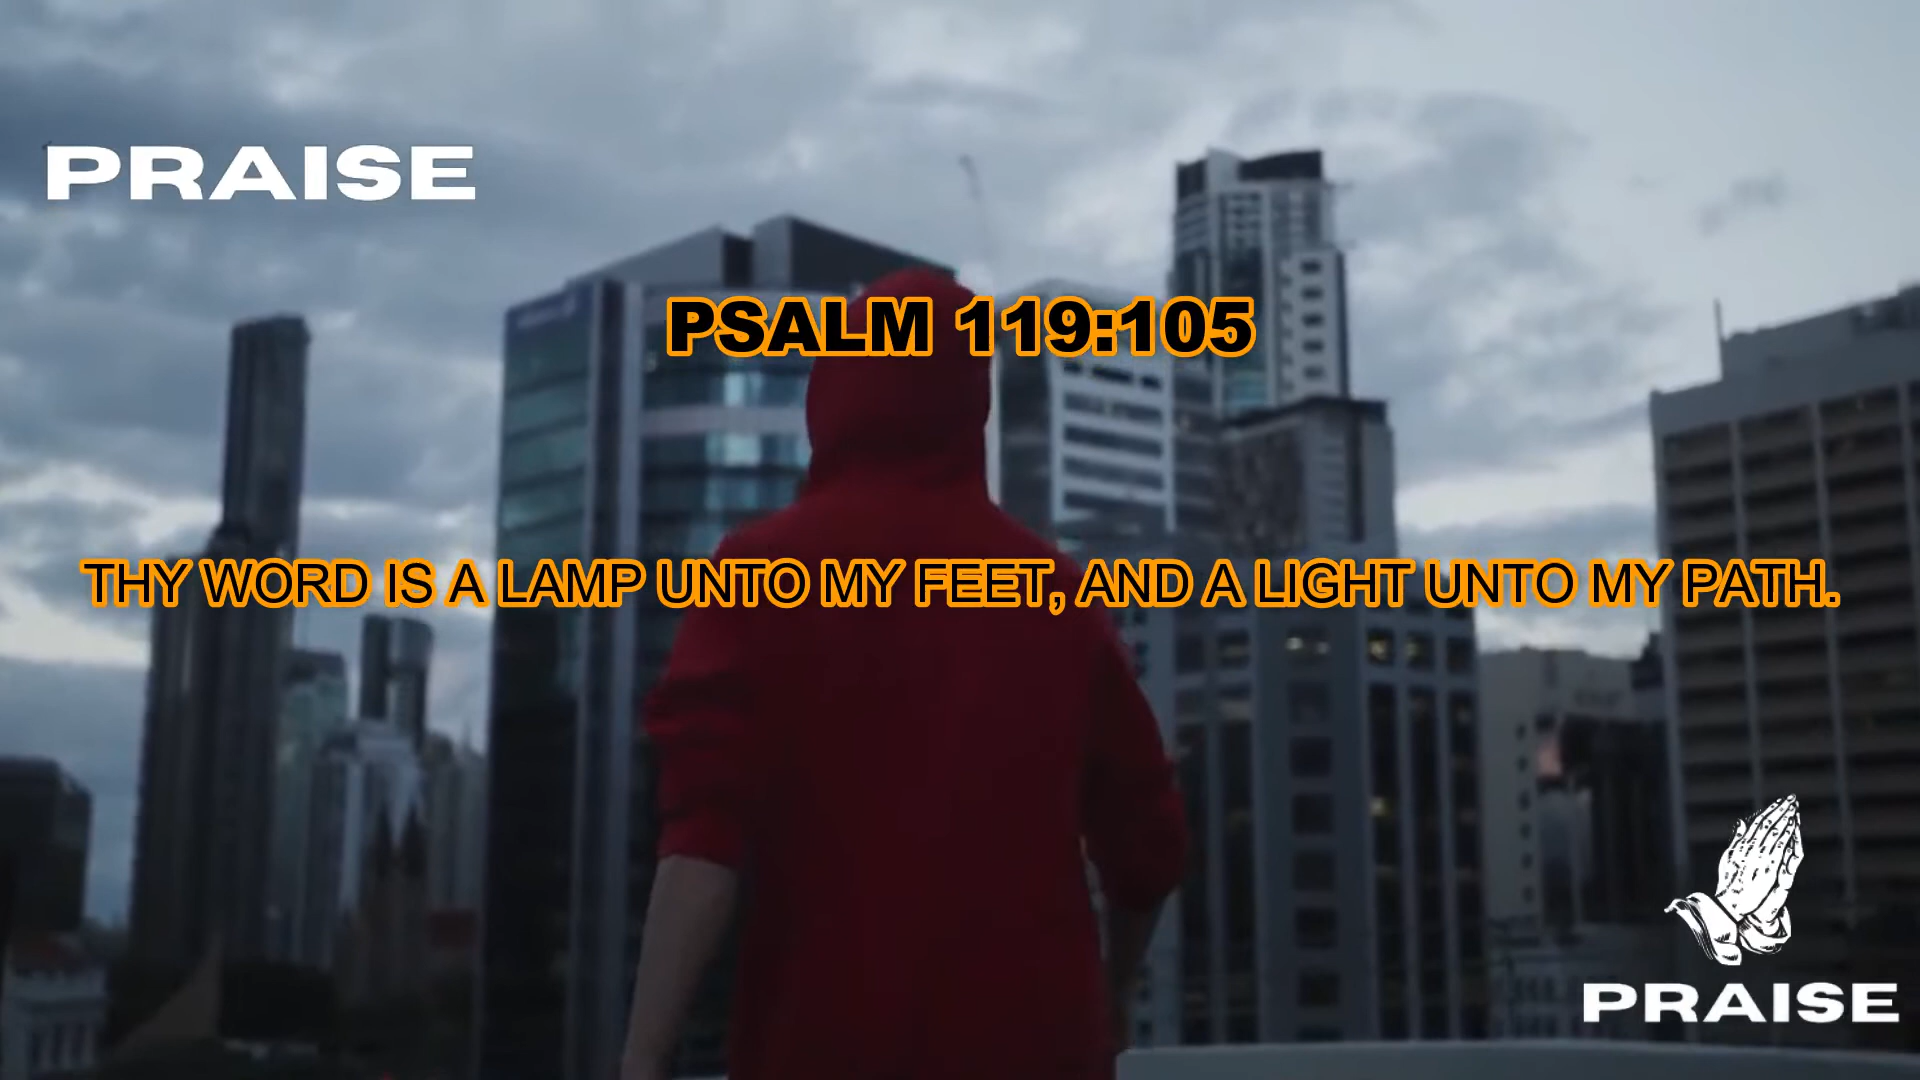 PRAISE
PSALM 119:105
THY WORD IS A LAMP UNTO MY FEET, AND A LIGHT UNTO MY PATH.
PRAISE